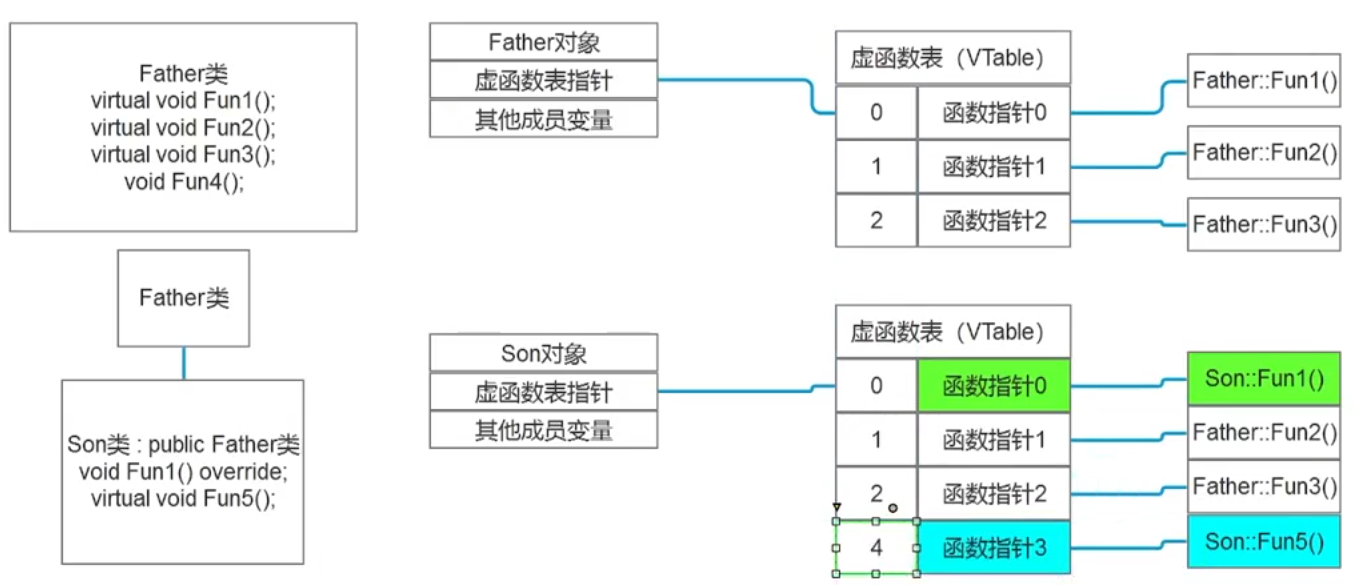 Father类
virtual void Fun1();
virtual void Fun2();
virtual void Fun3();
void Fun4();
Father类
Son类 : public Father类
void Fun1() override;
virtual void Fun5();
Father对象
虚函数表指针
其他成员变量
虚函数表（VTable）
0 函数指针0 Father::Fun1()
1 函数指针1 Father::Fun2()
2 函数指针2 Father::Fun3()
Son对象
虚函数表指针
其他成员变量
虚函数表（VTable）
0 函数指针0 Son::Fun1()
1 函数指针1 Father::Fun2()
2 函数指针2 Father::Fun3()
4 函数指针3 Son::Fun5()